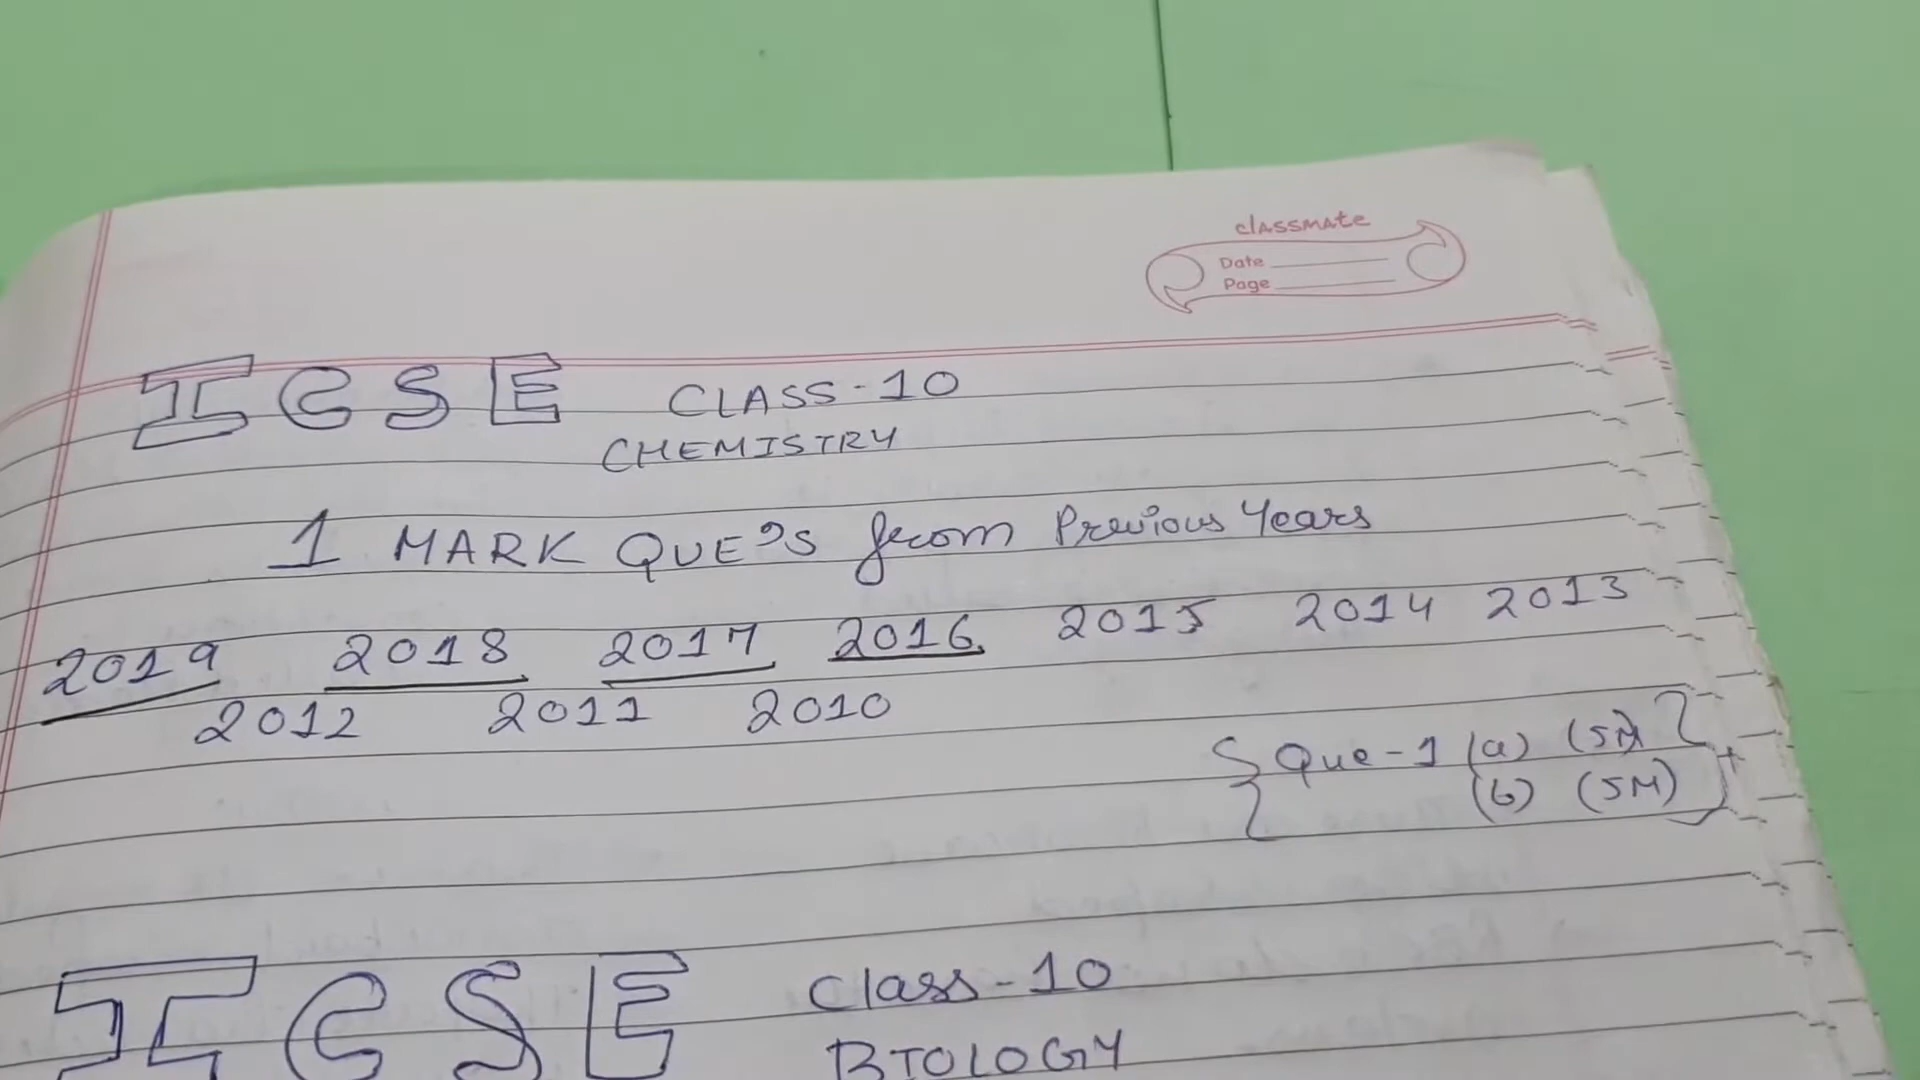 classmate
Date
Page
ICSE CLASS-10
CHEMISTRY
1 MARK QUE'S from Previous Years
2019 2018 2017 2016 2015 2014 2013
2012 2011 2010
Que-1 (a) (5M)
(b) (5M)
ICSE Class-10
BIOLOGY